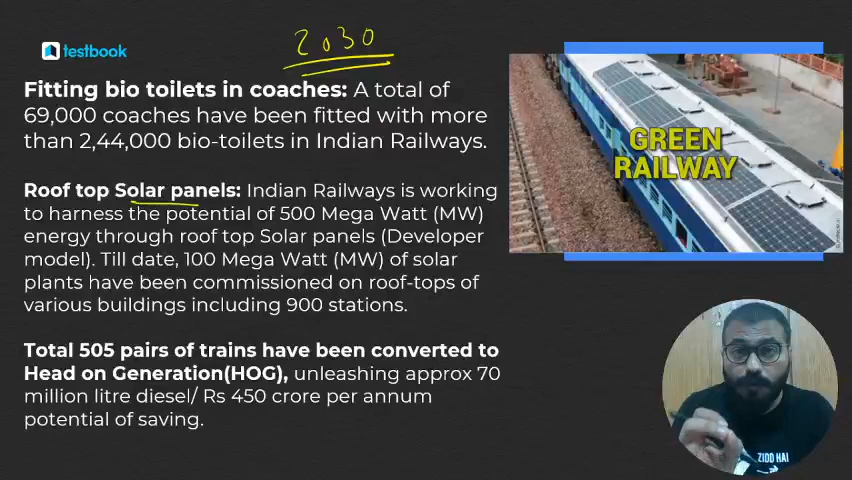 2030
testbook
Fitting bio toilets in coaches: A total of
69,000 coaches have been fitted with more
than 2,44,000 bio-toilets in Indian Railways.
Roof top Solar panels: Indian Railways is working
to harness the potential of 500 Mega Watt (MW)
energy through roof top Solar panels (Developer
model). Till date, 100 Mega Watt (MW) of solar
plants have been commissioned on roof-tops of
various buildings including 900 stations.
Total 505 pairs of trains have been converted to
Head on Generation(HOG), unleashing approx 70
million litre diesel/ Rs 450 crore per annum
potential of saving.
GREEN
RAILWAY
ZIDD HAI